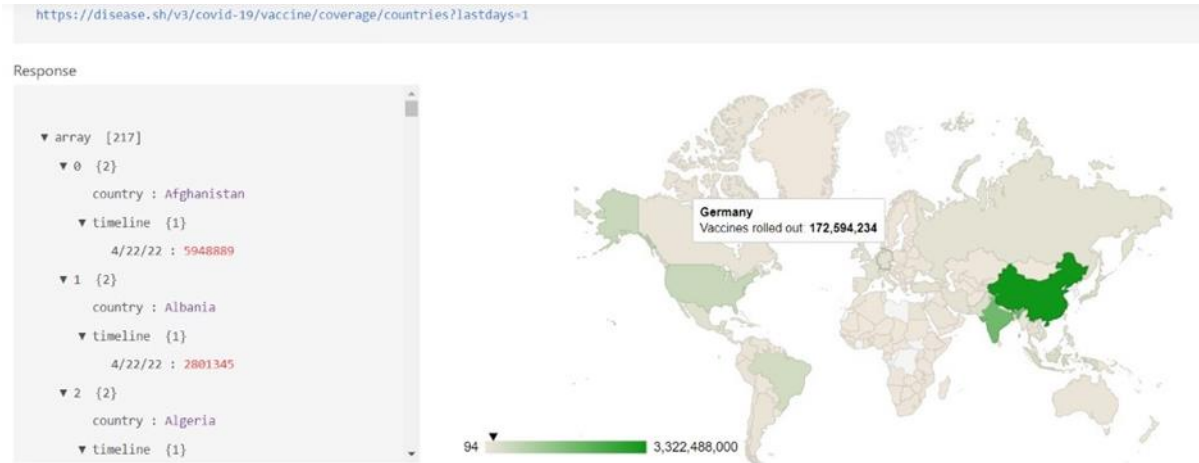 https://disease.sh/v3/covid-19/vaccine/coverage/countries?lastdays=1
Response
▼ array [217]
▼ 0 {2}
country : Afghanistan
▼ timeline {1}
4/22/22 : 5948889
▼ 1 {2}
country : Albania
▼ timeline {1}
4/22/22 : 2801345
▼ 2 {2}
country : Algeria
▼ timeline {1}
Germany
Vaccines rolled out: 172,594,234
94
3,322,488,000